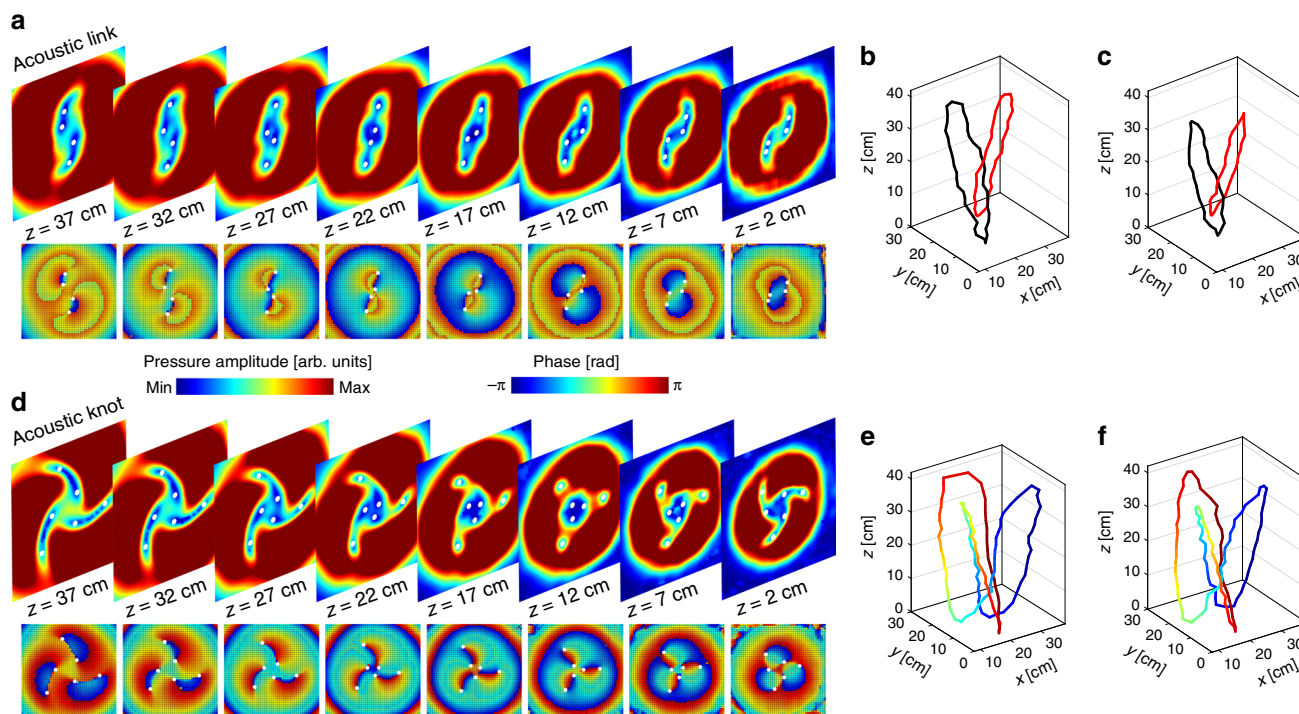 a
Acoustic link
z = 37 cm
z = 32 cm
z = 27 cm
z = 22 cm
z = 17 cm
z = 12 cm
z = 7 cm
z = 2 cm
Pressure amplitude [arb. units]
Min Max
Phase [rad]
−π π
b
z [cm]
40
30
20
10
0
30
20
10
0
y [cm]
10
20
30
x [cm]
c
z [cm]
40
30
20
10
0
30
20
10
0
y [cm]
10
20
30
x [cm]
d
Acoustic knot
z = 37 cm
z = 32 cm
z = 27 cm
z = 22 cm
z = 17 cm
z = 12 cm
z = 7 cm
z = 2 cm
e
z [cm]
40
30
20
10
0
20
10
0
y [cm]
10
20
30
x [cm]
f
z [cm]
40
30
20
10
0
20
10
0
y [cm]
10
20
30
x [cm]